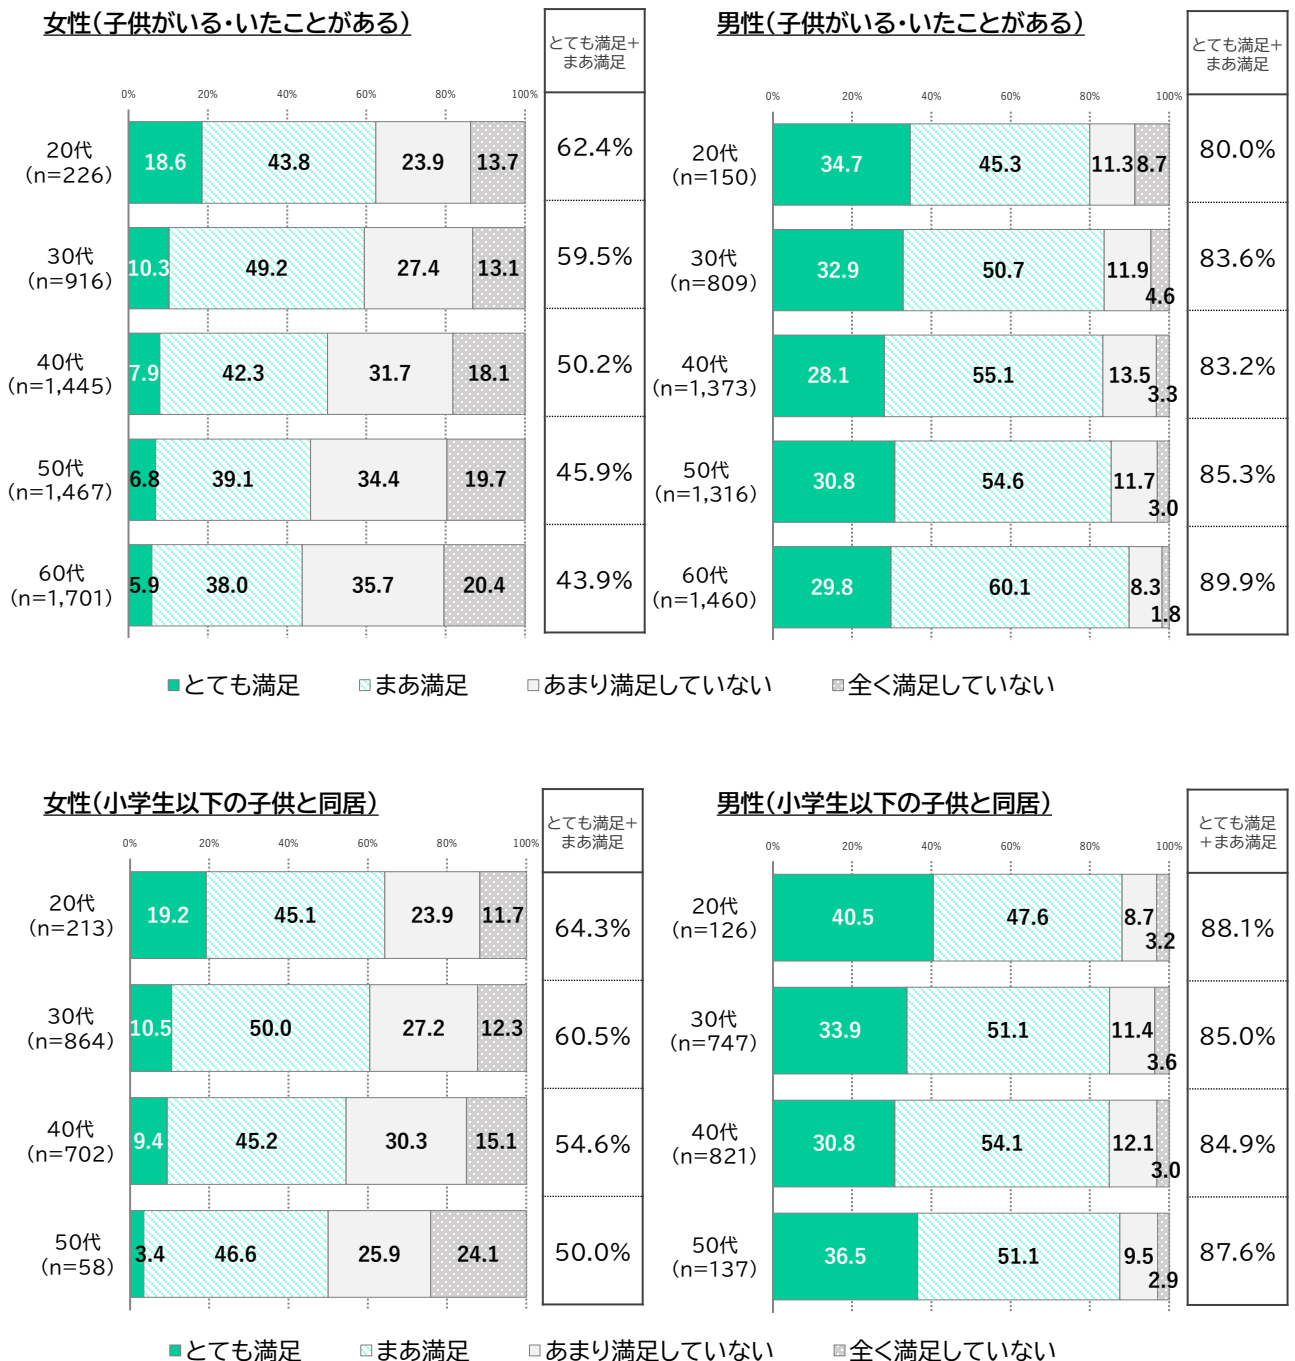 女性（子供がいる・いたことがある）
とても満足＋
まあ満足
0% 20% 40% 60% 80% 100%
20代
（n=226）
18.6 43.8 23.9 13.7
62.4%
30代
（n=916）
10.3 49.2 27.4 13.1
59.5%
40代
（n=1,445）
7.9 42.3 31.7 18.1
50.2%
50代
（n=1,467）
6.8 39.1 34.4 19.7
45.9%
60代
（n=1,701）
5.9 38.0 35.7 20.4
43.9%
男性（子供がいる・いたことがある）
とても満足＋
まあ満足
0% 20% 40% 60% 80% 100%
20代
（n=150）
34.7 45.3 11.3 8.7
80.0%
30代
（n=809）
32.9 50.7 11.9 4.6
83.6%
40代
（n=1,373）
28.1 55.1 13.5 3.3
83.2%
50代
（n=1,316）
30.8 54.6 11.7 3.0
85.3%
60代
（n=1,460）
29.8 60.1 8.3 1.8
89.9%
とても満足 まあ満足 あまり満足していない 全く満足していない
女性（小学生以下の子供と同居）
とても満足＋
まあ満足
0% 20% 40% 60% 80% 100%
20代
（n=213）
19.2 45.1 23.9 11.7
64.3%
30代
（n=864）
10.5 50.0 27.2 12.3
60.5%
40代
（n=702）
9.4 45.2 30.3 15.1
54.6%
50代
（n=58）
3.4 46.6 25.9 24.1
50.0%
男性（小学生以下の子供と同居）
とても満足
＋まあ満足
0% 20% 40% 60% 80% 100%
20代
（n=126）
40.5 47.6 8.7 3.2
88.1%
30代
（n=747）
33.9 51.1 11.4 3.6
85.0%
40代
（n=821）
30.8 54.1 12.1 3.0
84.9%
50代
（n=137）
36.5 51.1 9.5 2.9
87.6%
とても満足 まあ満足 あまり満足していない 全く満足していない